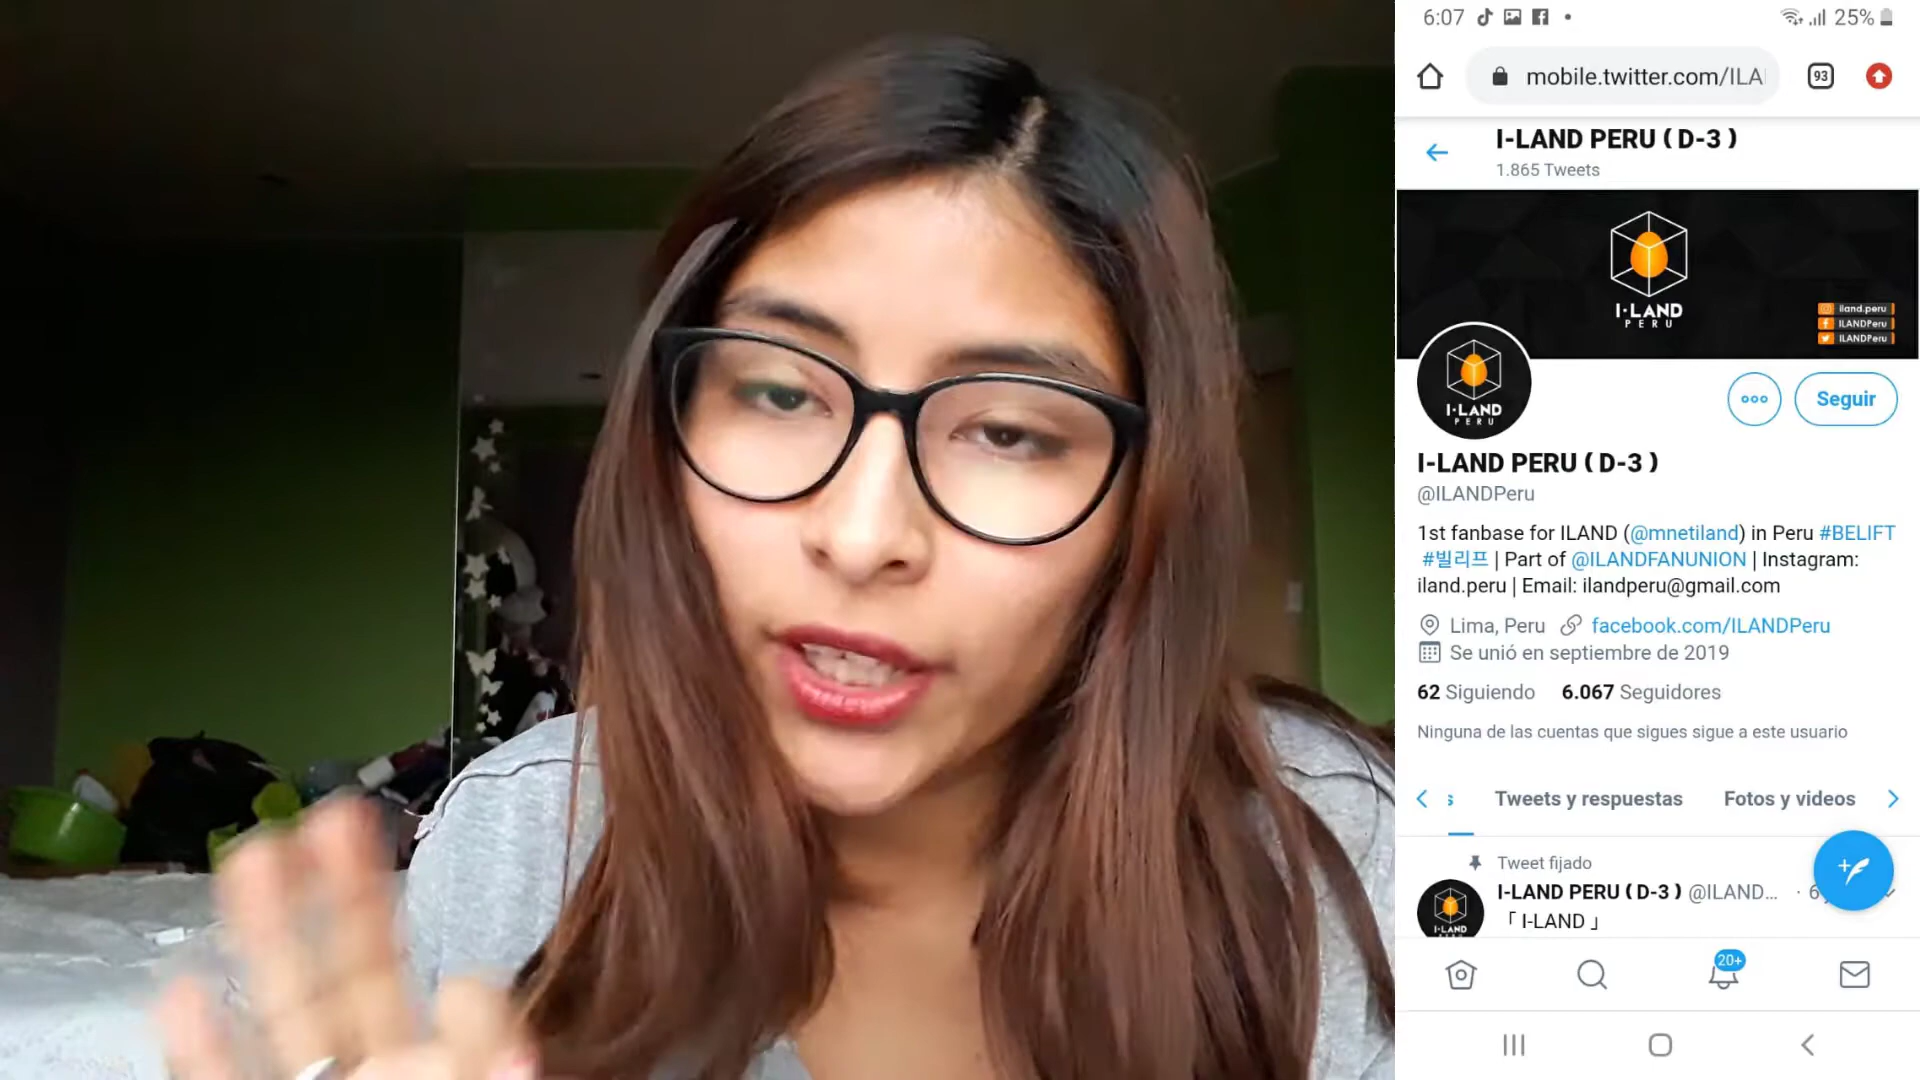 6:07
25%
mobile.twitter.com/ILA
93
I-LAND PERU ( D-3 )
1.865 Tweets
I·LAND
PERU
iland.peru
ILANDPeru
ILANDPeru
I·LAND
PERU
Seguir
I-LAND PERU ( D-3 )
@ILANDPeru
1st fanbase for ILAND (@mnetiland) in Peru #BELIFT
#빌리프 | Part of @ILANDFANUNION | Instagram:
iland.peru | Email: ilandperu@gmail.com
Lima, Peru facebook.com/ILANDPeru
Se unió en septiembre de 2019
62 Siguiendo 6.067 Seguidores
Ninguna de las cuentas que sigues sigue a este usuario
s Tweets y respuestas Fotos y videos
Tweet fijado
I-LAND PERU ( D-3 ) @ILAND... · 6
「 I-LAND 」
I·LAND
20+